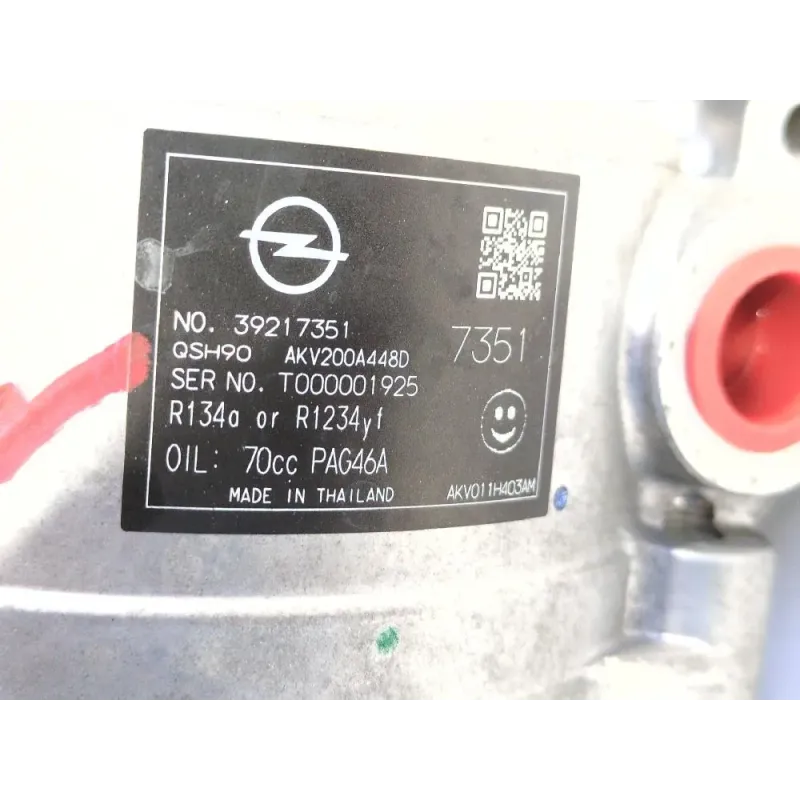 NO. 39217351
7351
QSH90 AKV200A448D
SER NO. T000001925
R134a or R1234yf
OIL: 70cc PAG46A
MADE IN THAILAND
AKV011H403AM